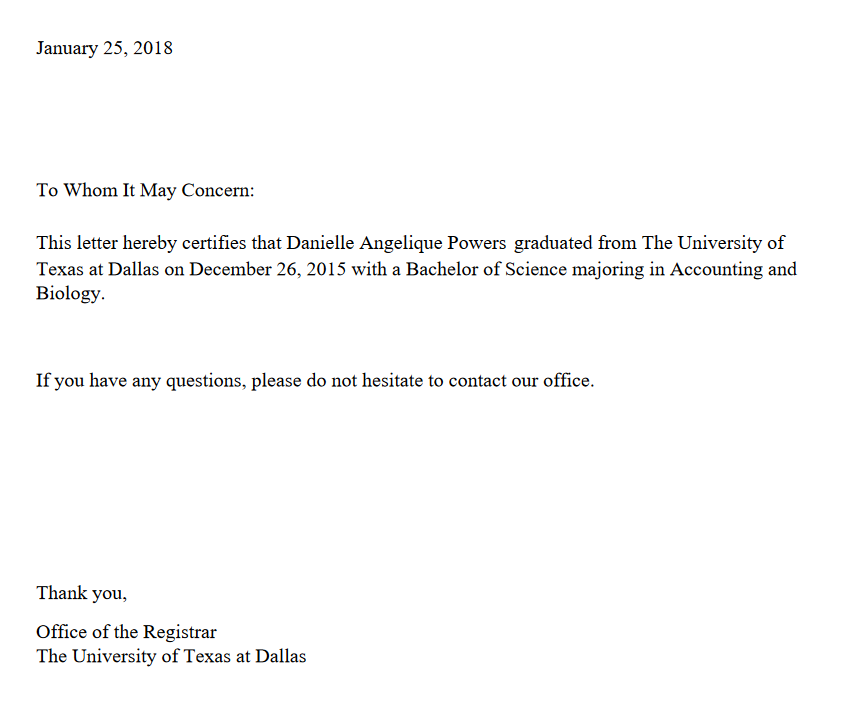 January 25, 2018
To Whom It May Concern:
This letter hereby certifies that Danielle Angelique Powers graduated from The University of
Texas at Dallas on December 26, 2015 with a Bachelor of Science majoring in Accounting and
Biology.
If you have any questions, please do not hesitate to contact our office.
Thank you,
Office of the Registrar
The University of Texas at Dallas